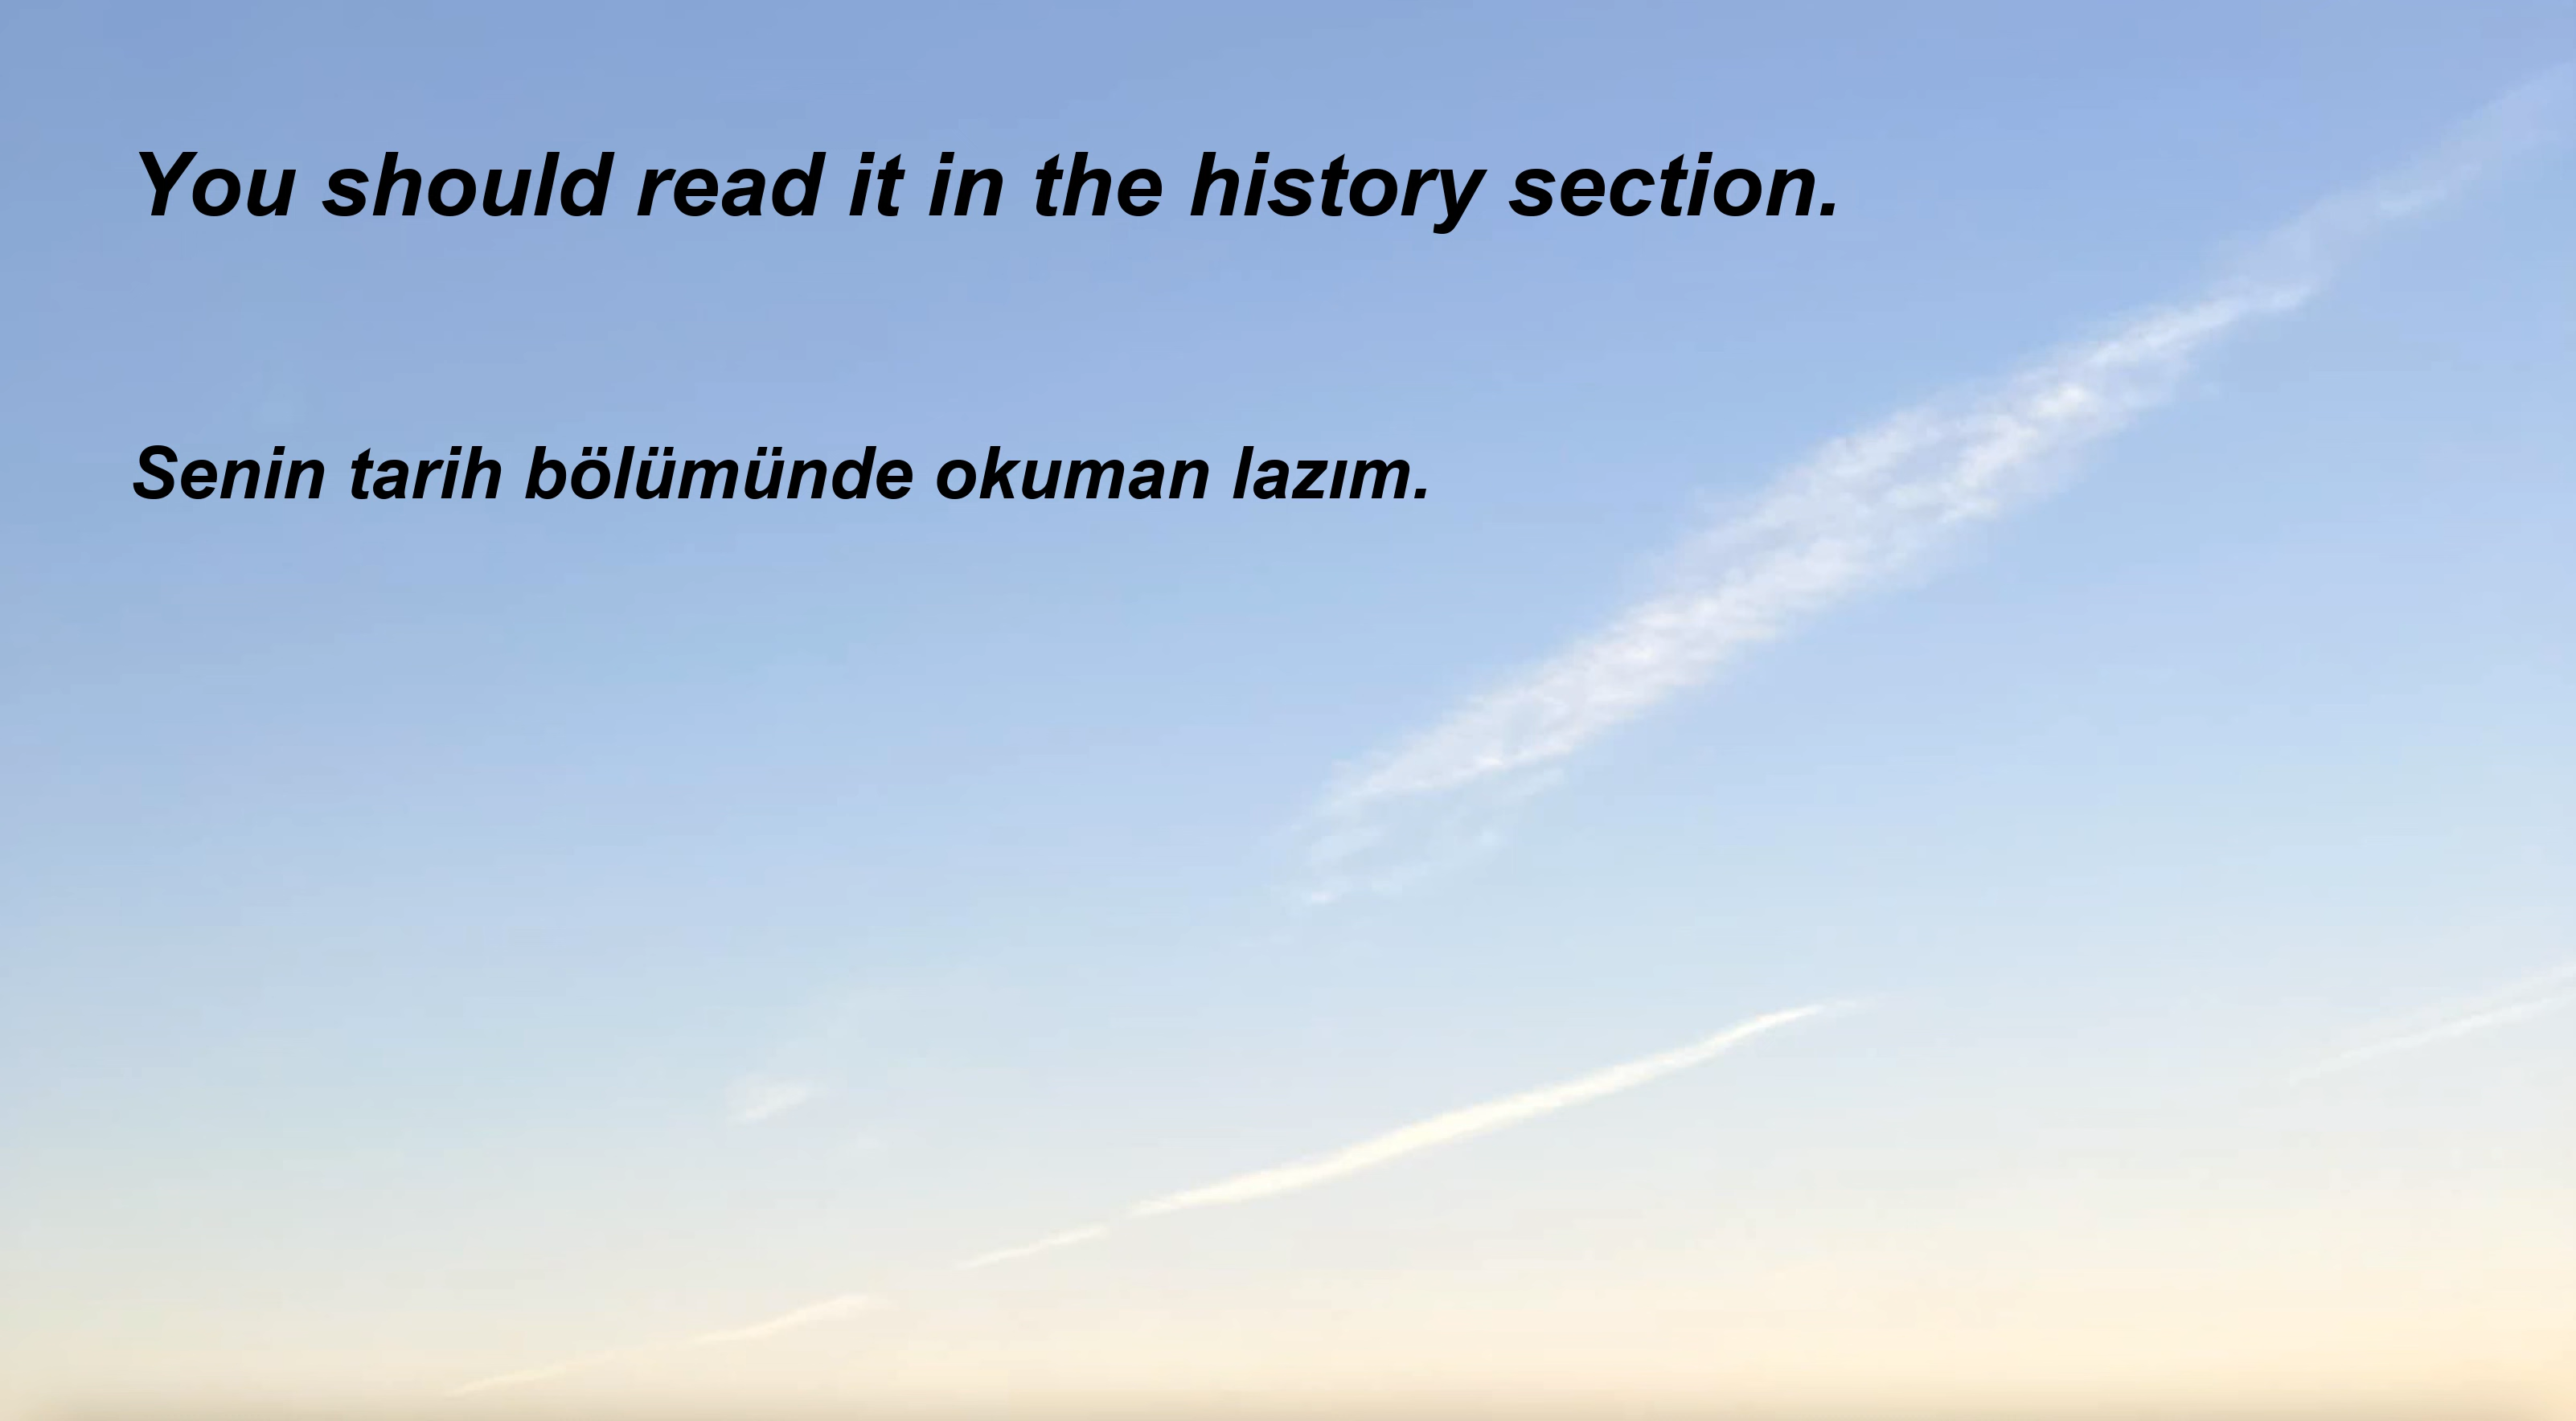 You should read it in the history section.
Senin tarih bölümünde okuman lazım.